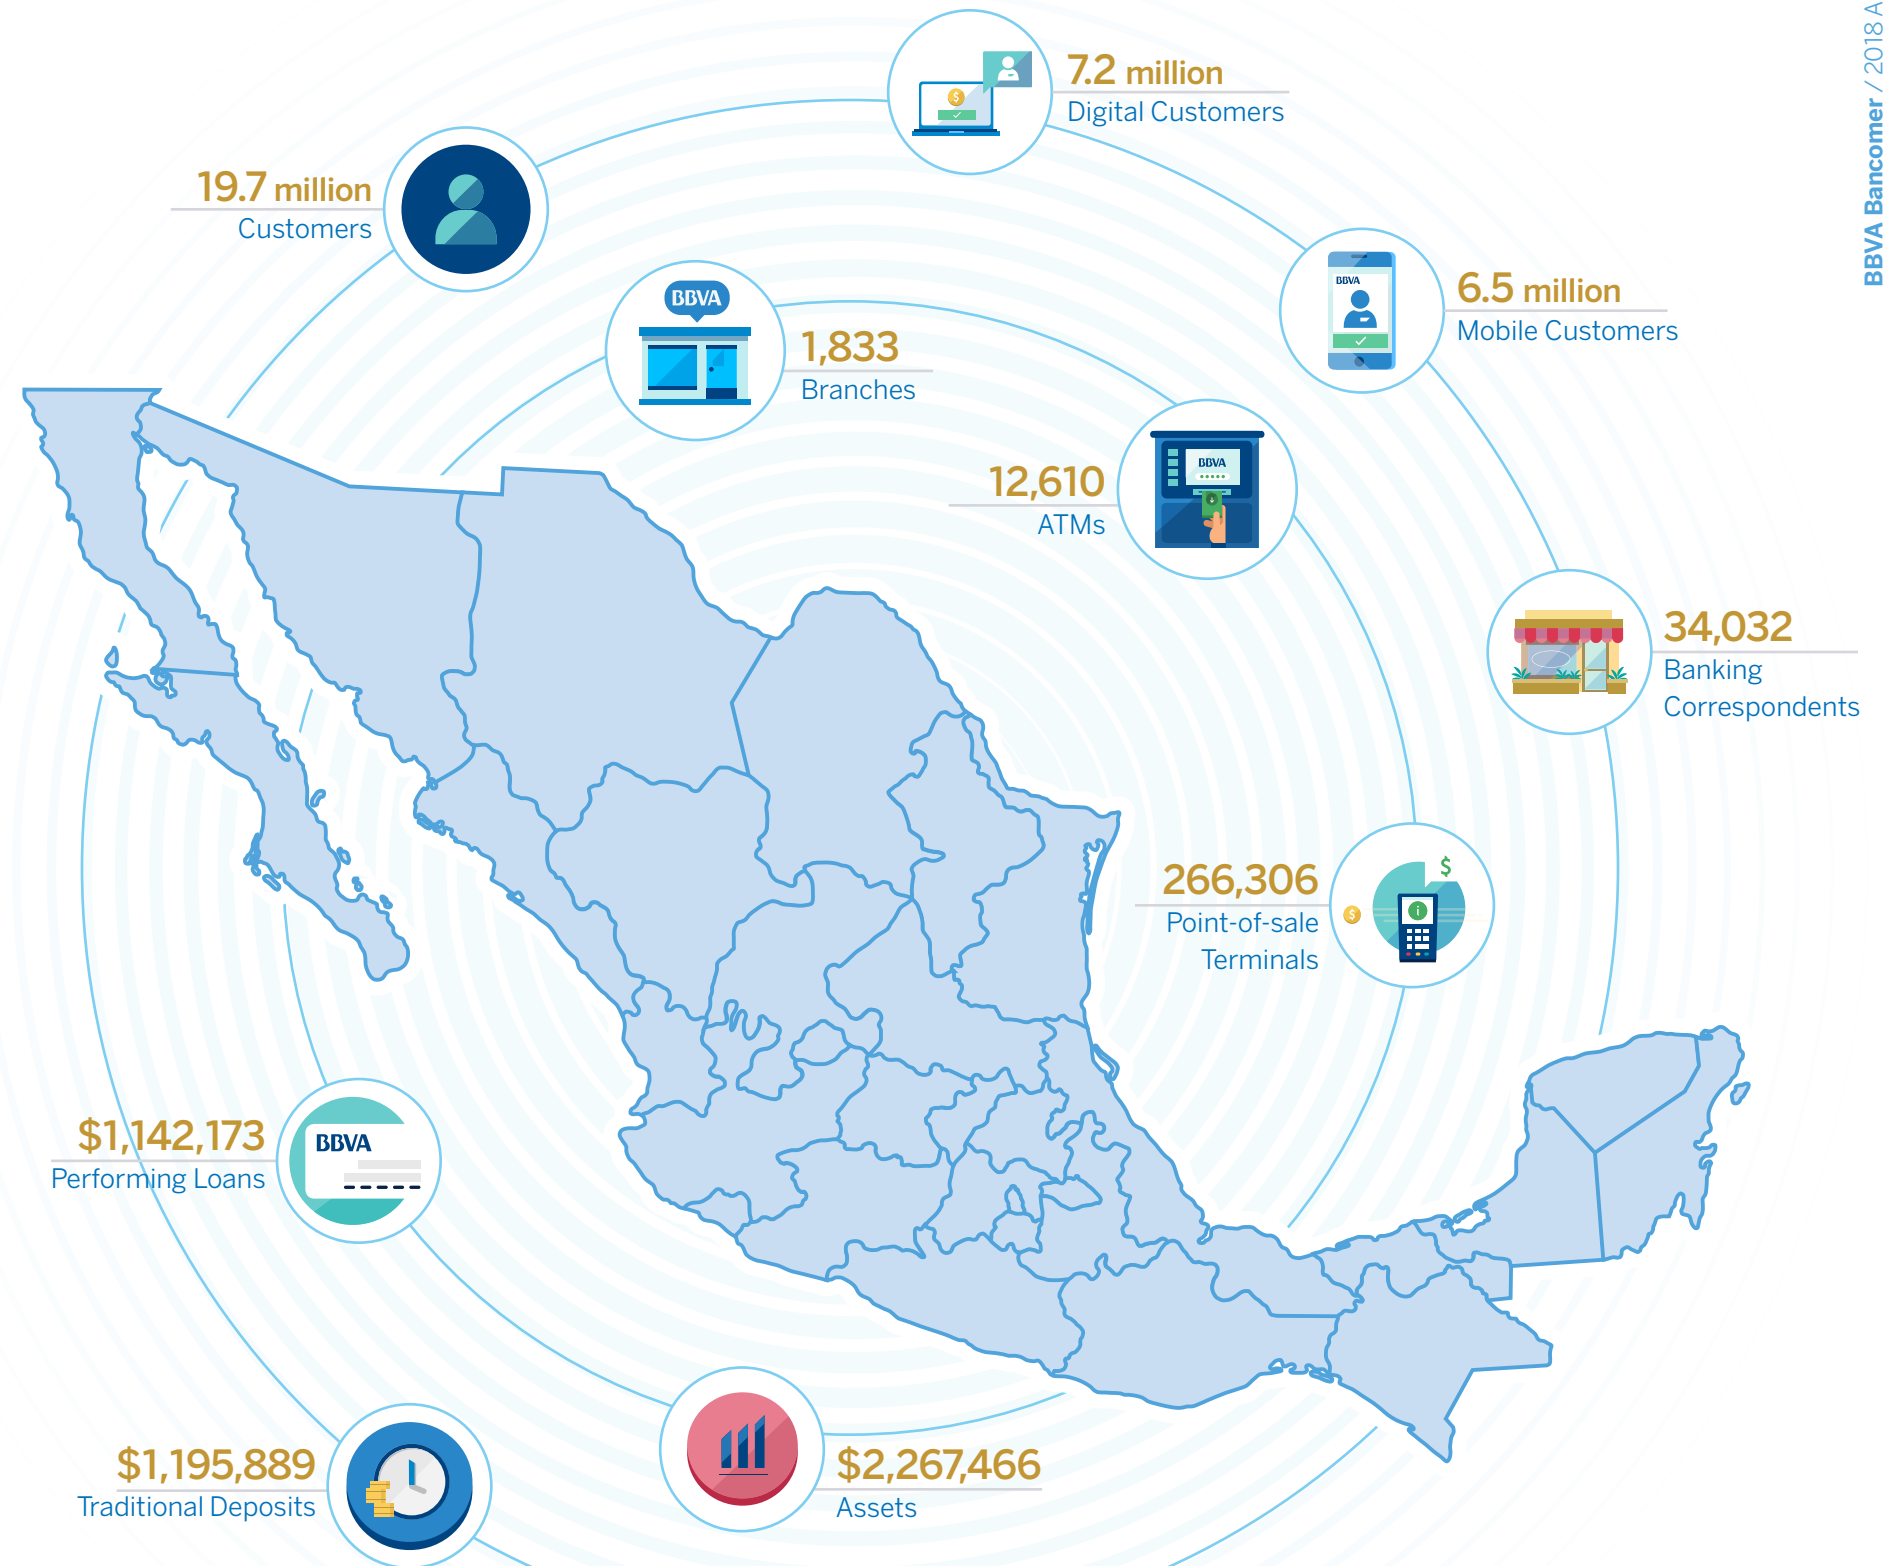 BBVA Bancomer / 2018 A
7.2 million
Digital Customers
19.7 million
Customers
6.5 million
Mobile Customers
BBVA
BBVA
1,833
Branches
12,610
ATMs
BBVA
34,032
Banking
Correspondents
266,306
Point-of-sale
Terminals
$
$
i
$
$1,142,173
Performing Loans
BBVA
$1,195,889
Traditional Deposits
$2,267,466
Assets